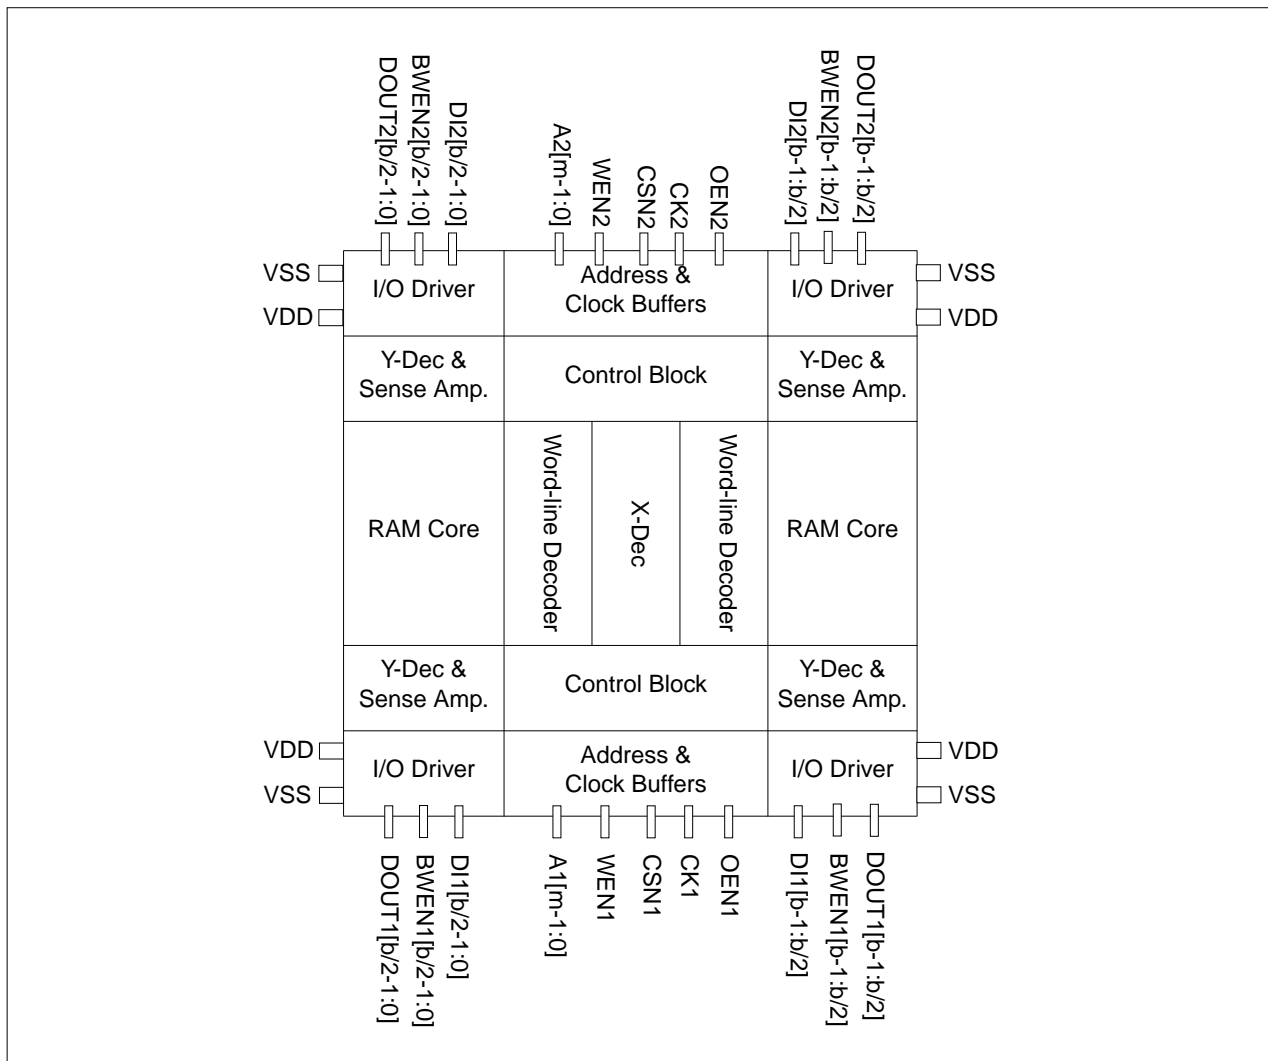 DOUT2[b/2-1:0]
BWEN2[b/2-1:0]
DI2[b/2-1:0]
A2[m-1:0]
WEN2
CSN2
CK2
OEN2
DI2[b-1:b/2]
BWEN2[b-1:b/2]
DOUT2[b-1:b/2]
VSS
VDD
I/O Driver
Address &
Clock Buffers
I/O Driver
VSS
VDD
Y-Dec &
Sense Amp.
Control Block
Y-Dec &
Sense Amp.
RAM Core
Word-line Decoder
X-Dec
Word-line Decoder
RAM Core
Y-Dec &
Sense Amp.
Control Block
Y-Dec &
Sense Amp.
VDD
VSS
I/O Driver
Address &
Clock Buffers
I/O Driver
VDD
VSS
DOUT1[b/2-1:0]
BWEN1[b/2-1:0]
DI1[b/2-1:0]
A1[m-1:0]
WEN1
CSN1
CK1
OEN1
DI1[b-1:b/2]
BWEN1[b-1:b/2]
DOUT1[b-1:b/2]